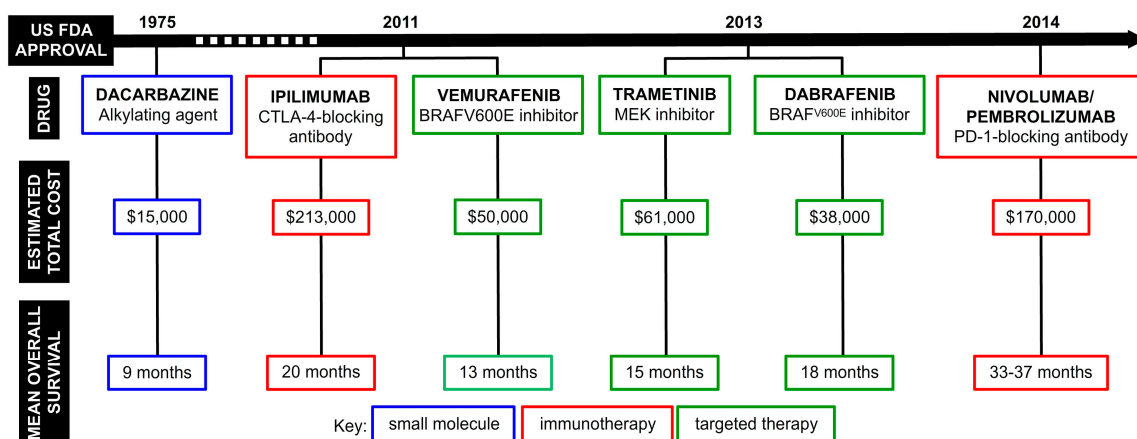 US FDA
APPROVAL
1975
2011
2013
2014
DRUG
DACARBAZINE
Alkylating agent
IPILIMUMAB
CTLA-4-blocking
antibody
VEMURAFENIB
BRAFV600E inhibitor
TRAMETINIB
MEK inhibitor
DABRAFENIB
BRAFV600E inhibitor
NIVOLUMAB/
PEMBROLIZUMAB
PD-1-blocking antibody
ESTIMATED
TOTAL COST
$15,000
$213,000
$50,000
$61,000
$38,000
$170,000
MEAN OVERALL
SURVIVAL
9 months
20 months
13 months
15 months
18 months
33-37 months
Key:
small molecule
immunotherapy
targeted therapy